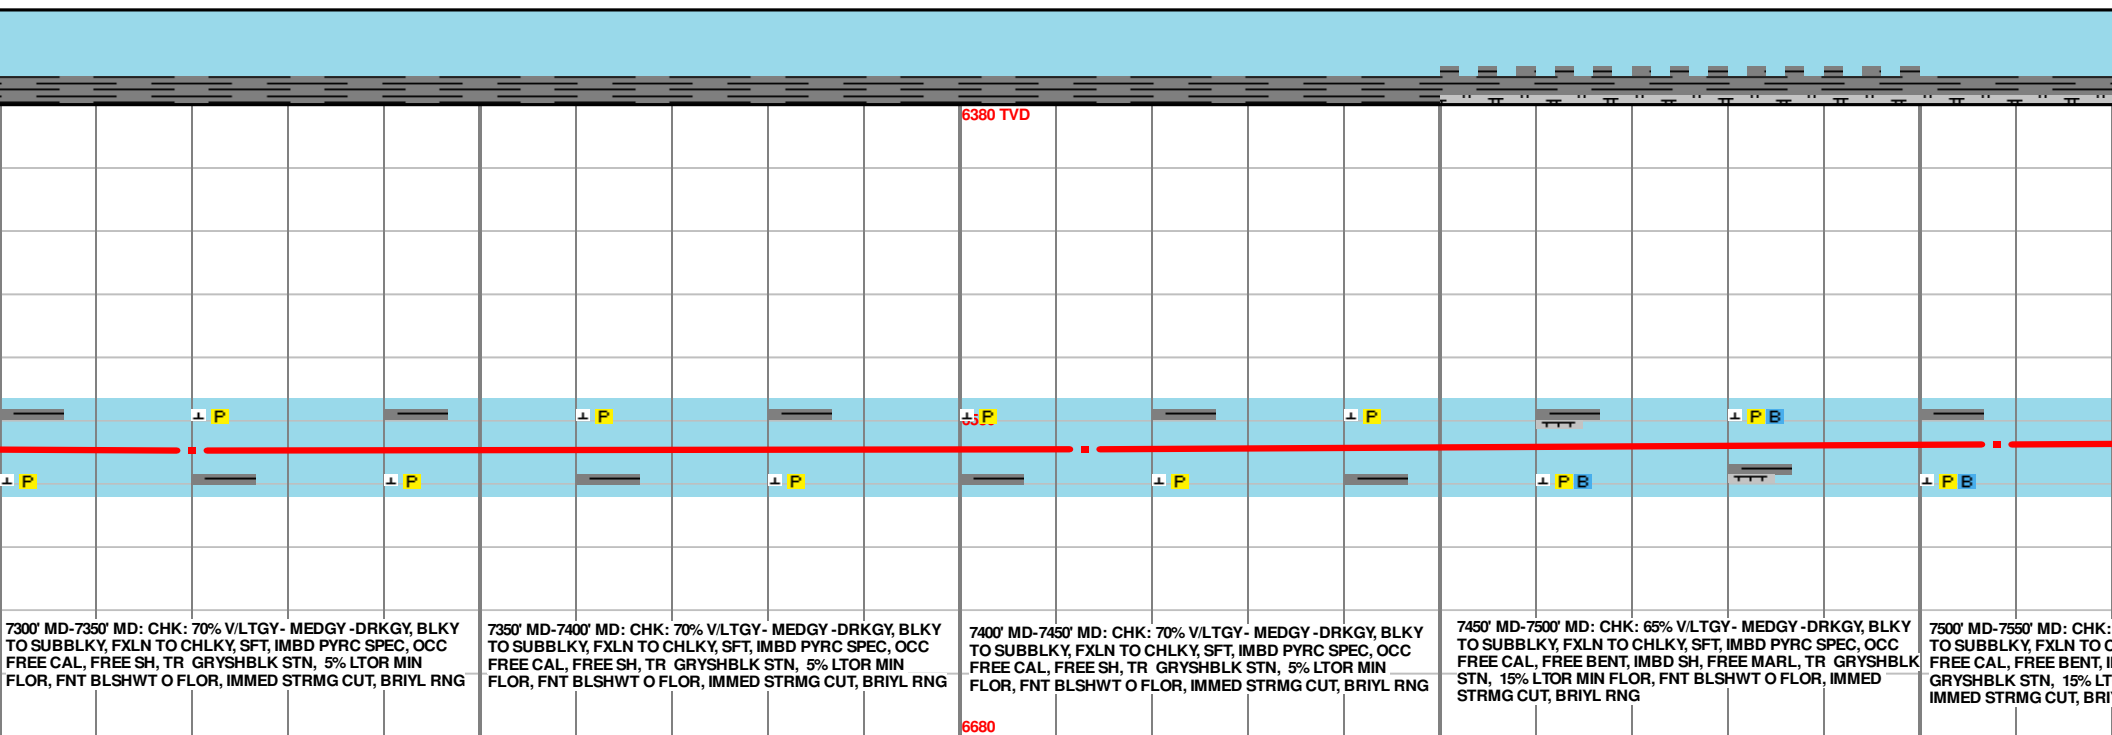 6380 TVD
P
P
P
P
P
P B
P
P
P
P
P B
P B
7300' MD-7350' MD: CHK: 70% V/LTGY- MEDGY -DRKGY, BLKY
TO SUBBLKY, FXLN TO CHLKY, SFT, IMBD PYRC SPEC, OCC
FREE CAL, FREE SH, TR GRYSHBLK STN, 5% LTOR MIN
FLOR, FNT BLSHWT O FLOR, IMMED STRMG CUT, BRIYL RNG
7350' MD-7400' MD: CHK: 70% V/LTGY- MEDGY -DRKGY, BLKY
TO SUBBLKY, FXLN TO CHLKY, SFT, IMBD PYRC SPEC, OCC
FREE CAL, FREE SH, TR GRYSHBLK STN, 5% LTOR MIN
FLOR, FNT BLSHWT O FLOR, IMMED STRMG CUT, BRIYL RNG
7400' MD-7450' MD: CHK: 70% V/LTGY- MEDGY -DRKGY, BLKY
TO SUBBLKY, FXLN TO CHLKY, SFT, IMBD PYRC SPEC, OCC
FREE CAL, FREE SH, TR GRYSHBLK STN, 5% LTOR MIN
FLOR, FNT BLSHWT O FLOR, IMMED STRMG CUT, BRIYL RNG
7450' MD-7500' MD: CHK: 65% V/LTGY- MEDGY -DRKGY, BLKY
TO SUBBLKY, FXLN TO CHLKY, SFT, IMBD PYRC SPEC, OCC
FREE CAL, FREE BENT, IMBD SH, FREE MARL, TR GRYSHBLK
STN, 15% LTOR MIN FLOR, FNT BLSHWT O FLOR, IMMED
STRMG CUT, BRIYL RNG
7500' MD-7550' MD: CHK:
TO SUBBLKY, FXLN TO C
FREE CAL, FREE BENT, I
GRYSHBLK STN, 15% LT
IMMED STRMG CUT, BRI
6680